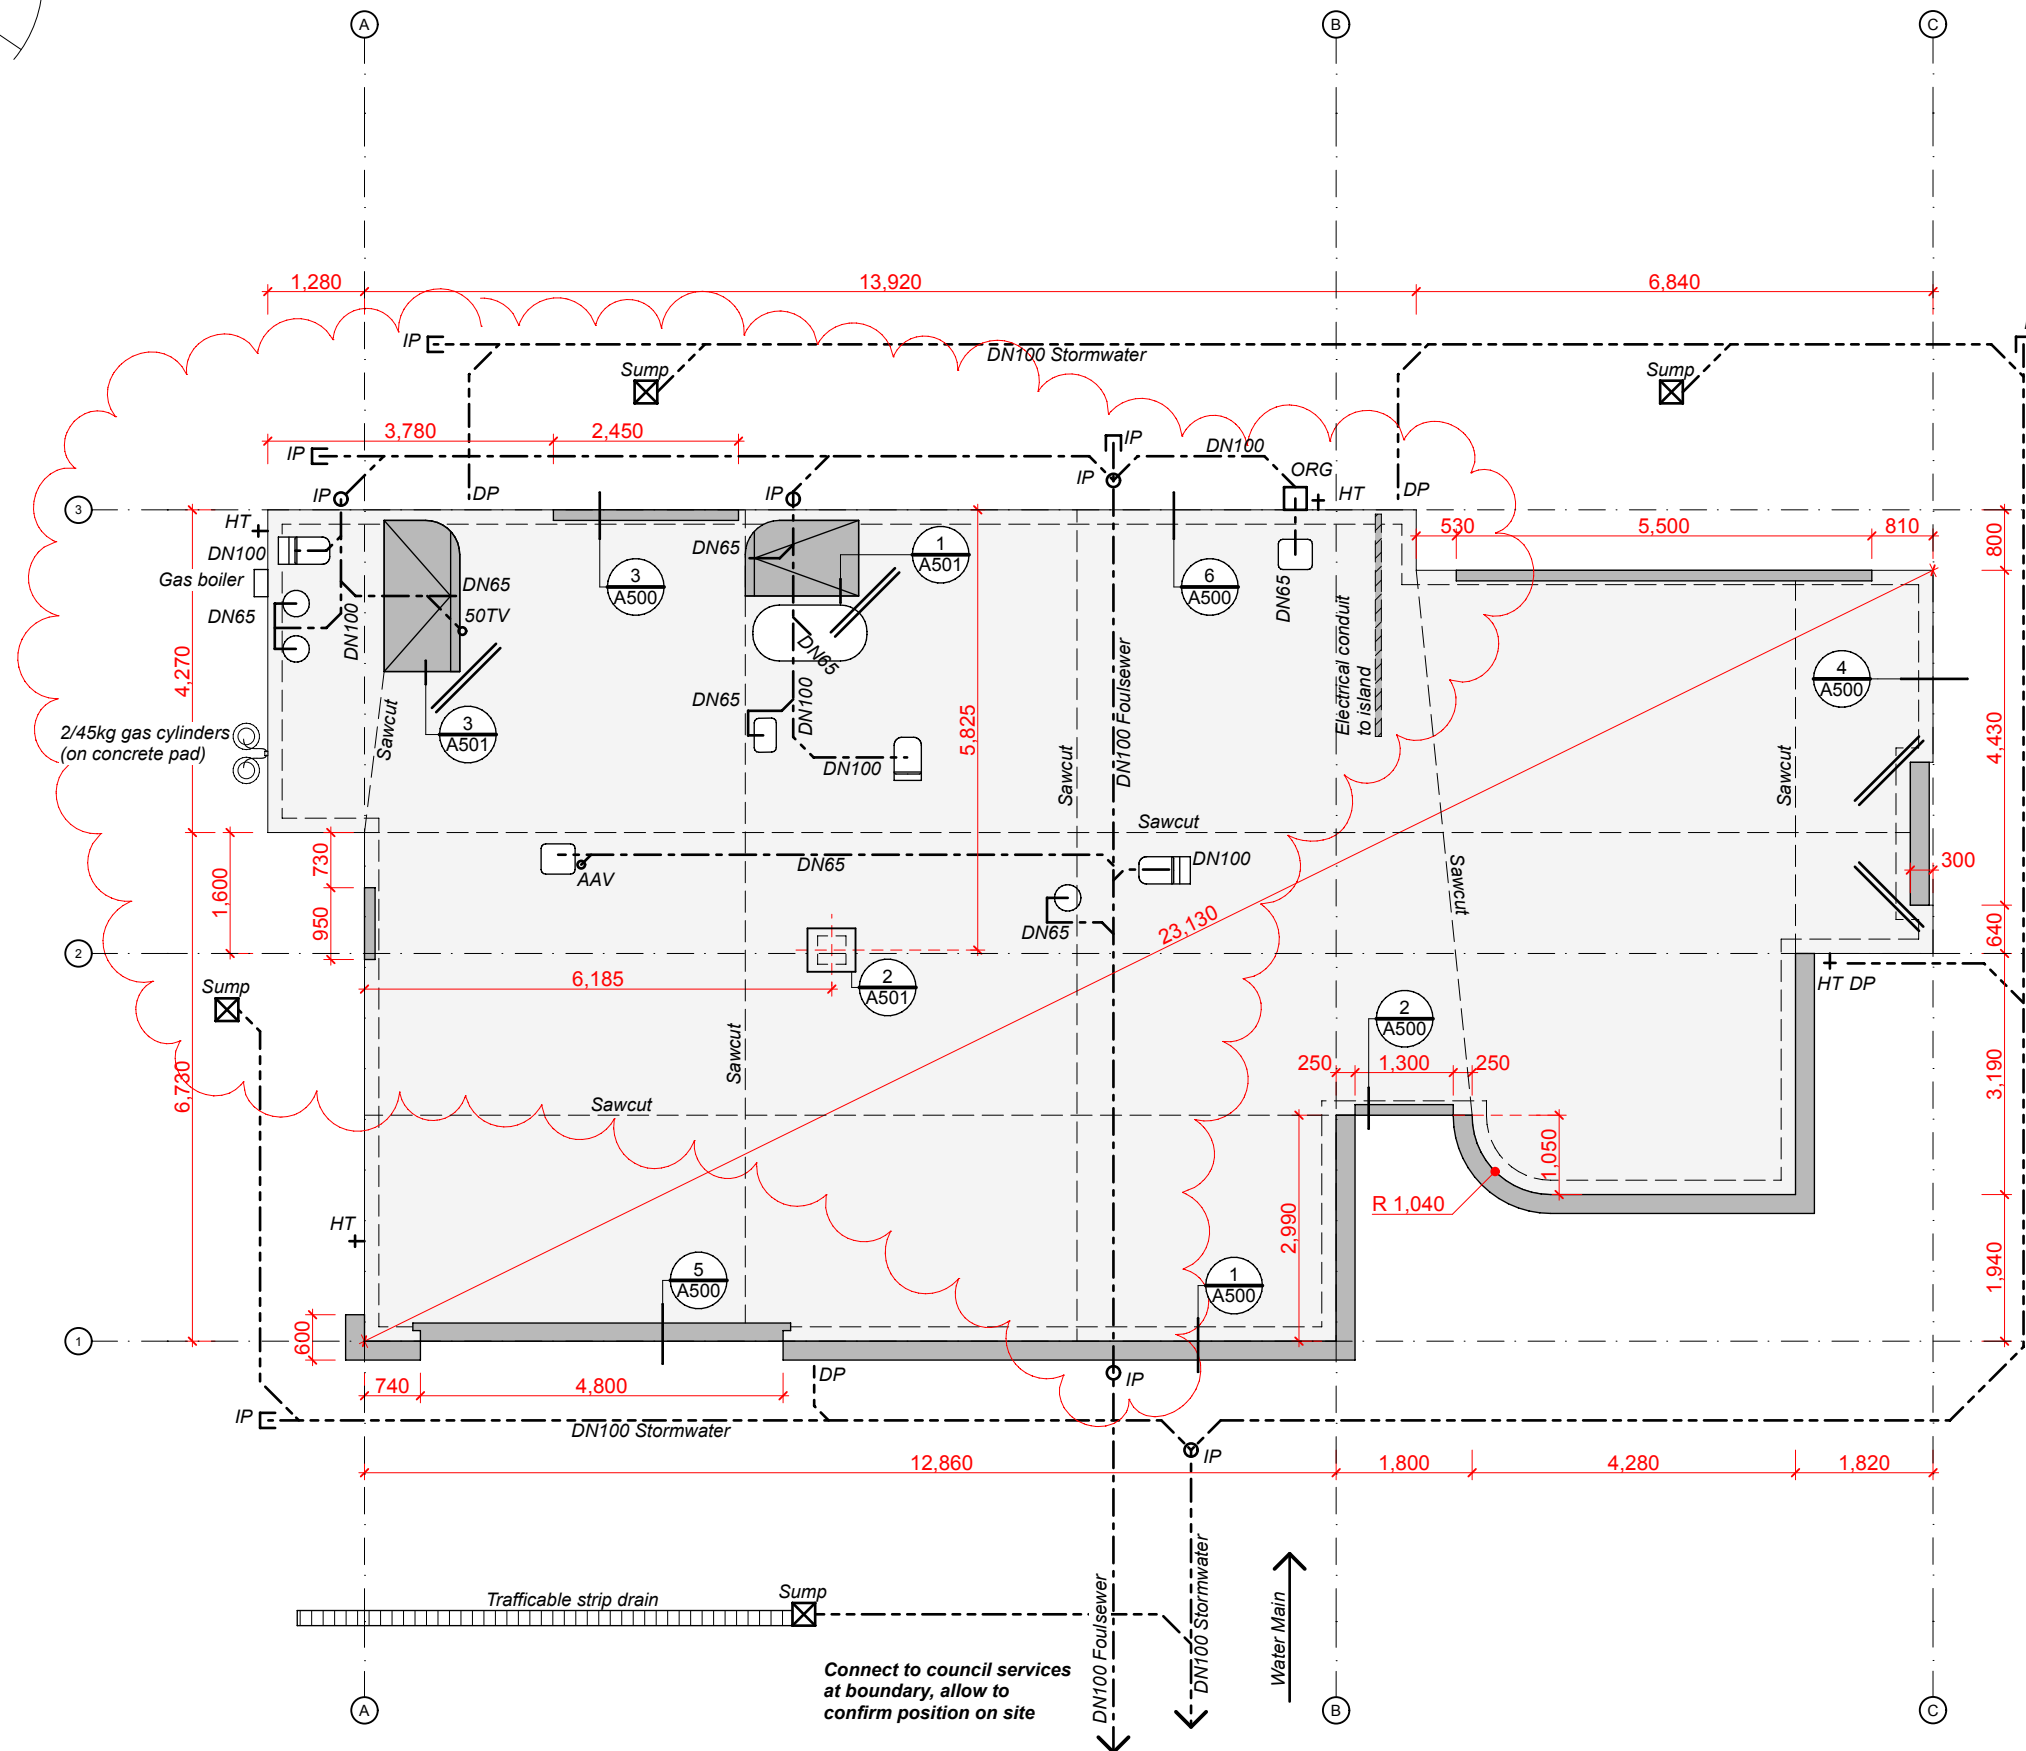 A
B
C
1,280
13,920
6,840
IP
DN100 Stormwater
Sump
Sump
3,780
2,450
IP
IP
DN100
ORG
IP
IP
IP
DP
HT
DP
3
HT
DN100
Gas boiler
DN65
DN100
DN65
50TV
3
A500
DN65
1
A501
6
A500
DN65
530
5,500
810
800
4,270
Sawcut
3
A501
DN65
DN65
DN100
DN100
5,825
Sawcut
DN100 Foulsewer
Electrical conduit
to island
4
A500
4,430
Sawcut
2/45kg gas cylinders
(on concrete pad)
Sawcut
730
1,600
950
AAV
DN65
DN100
DN65
Sawcut
300
640
23,130
2
Sump
6,185
2
A501
2
A500
HT DP
6,730
Sawcut
Sawcut
250
1,300
250
3,190
1,050
R 1,040
2,990
HT
5
A500
1
A500
1,940
1
600
740
4,800
DP
IP
IP
DN100 Stormwater
IP
12,860
1,800
4,280
1,820
Trafficable strip drain
Sump
DN100 Foulsewer
DN100 Stormwater
Water Main
Connect to council services
at boundary, allow to
confirm position on site
A
B
C